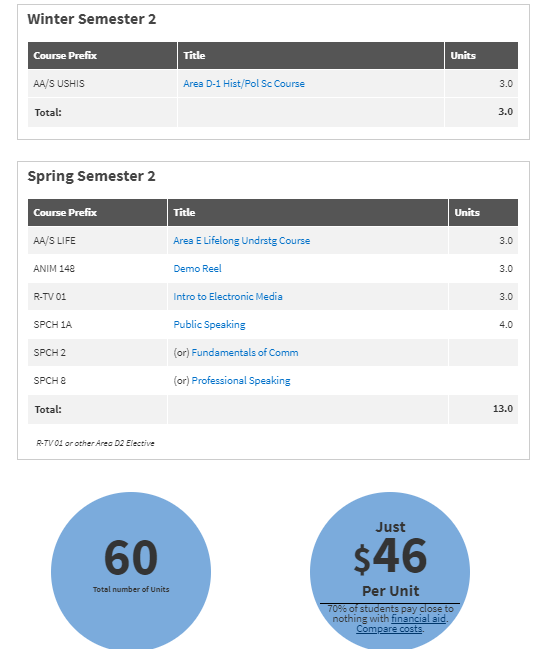 Winter Semester 2
Course Prefix Title Units
AA/S USHIS Area D-1 Hist/Pol Sc Course 3.0
Total: 3.0
Spring Semester 2
Course Prefix Title Units
AA/S LIFE Area E Lifelong Undrstg Course 3.0
ANIM 148 Demo Reel 3.0
R-TV 01 Intro to Electronic Media 3.0
SPCH 1A Public Speaking 4.0
SPCH 2 (or) Fundamentals of Comm
SPCH 8 (or) Professional Speaking
Total: 13.0
R-TV 01 or other Area D2 Elective
60
Total number of Units
Just
$46
Per Unit
70% of students pay close to
nothing with financial aid.
Compare costs.